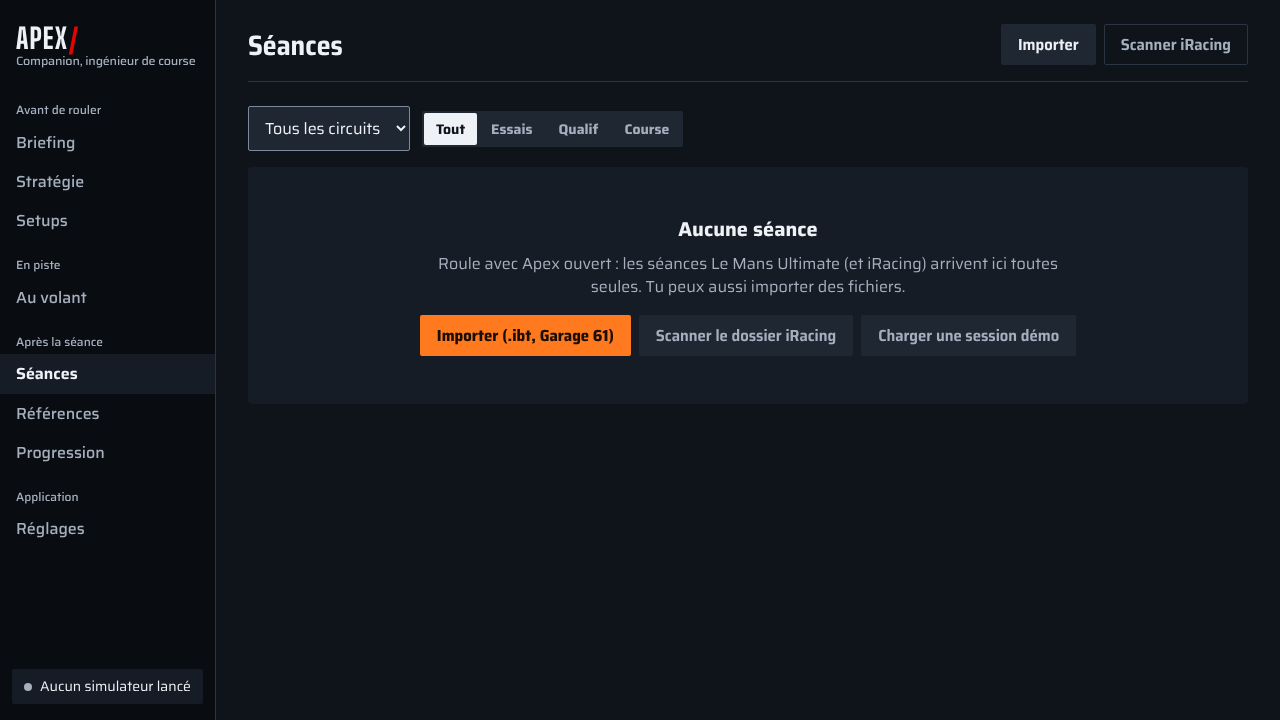 APEX/
Companion, ingénieur de course
Avant de rouler
Briefing
Stratégie
Setups
En piste
Au volant
Après la séance
Séances
Références
Progression
Application
Réglages
Aucun simulateur lancé
Séances
Importer
Scanner iRacing
Tous les circuits
Tout
Essais
Qualif
Course
Aucune séance
Roule avec Apex ouvert : les séances Le Mans Ultimate (et iRacing) arrivent ici toutes
seules. Tu peux aussi importer des fichiers.
Importer (.ibt, Garage 61)
Scanner le dossier iRacing
Charger une session démo